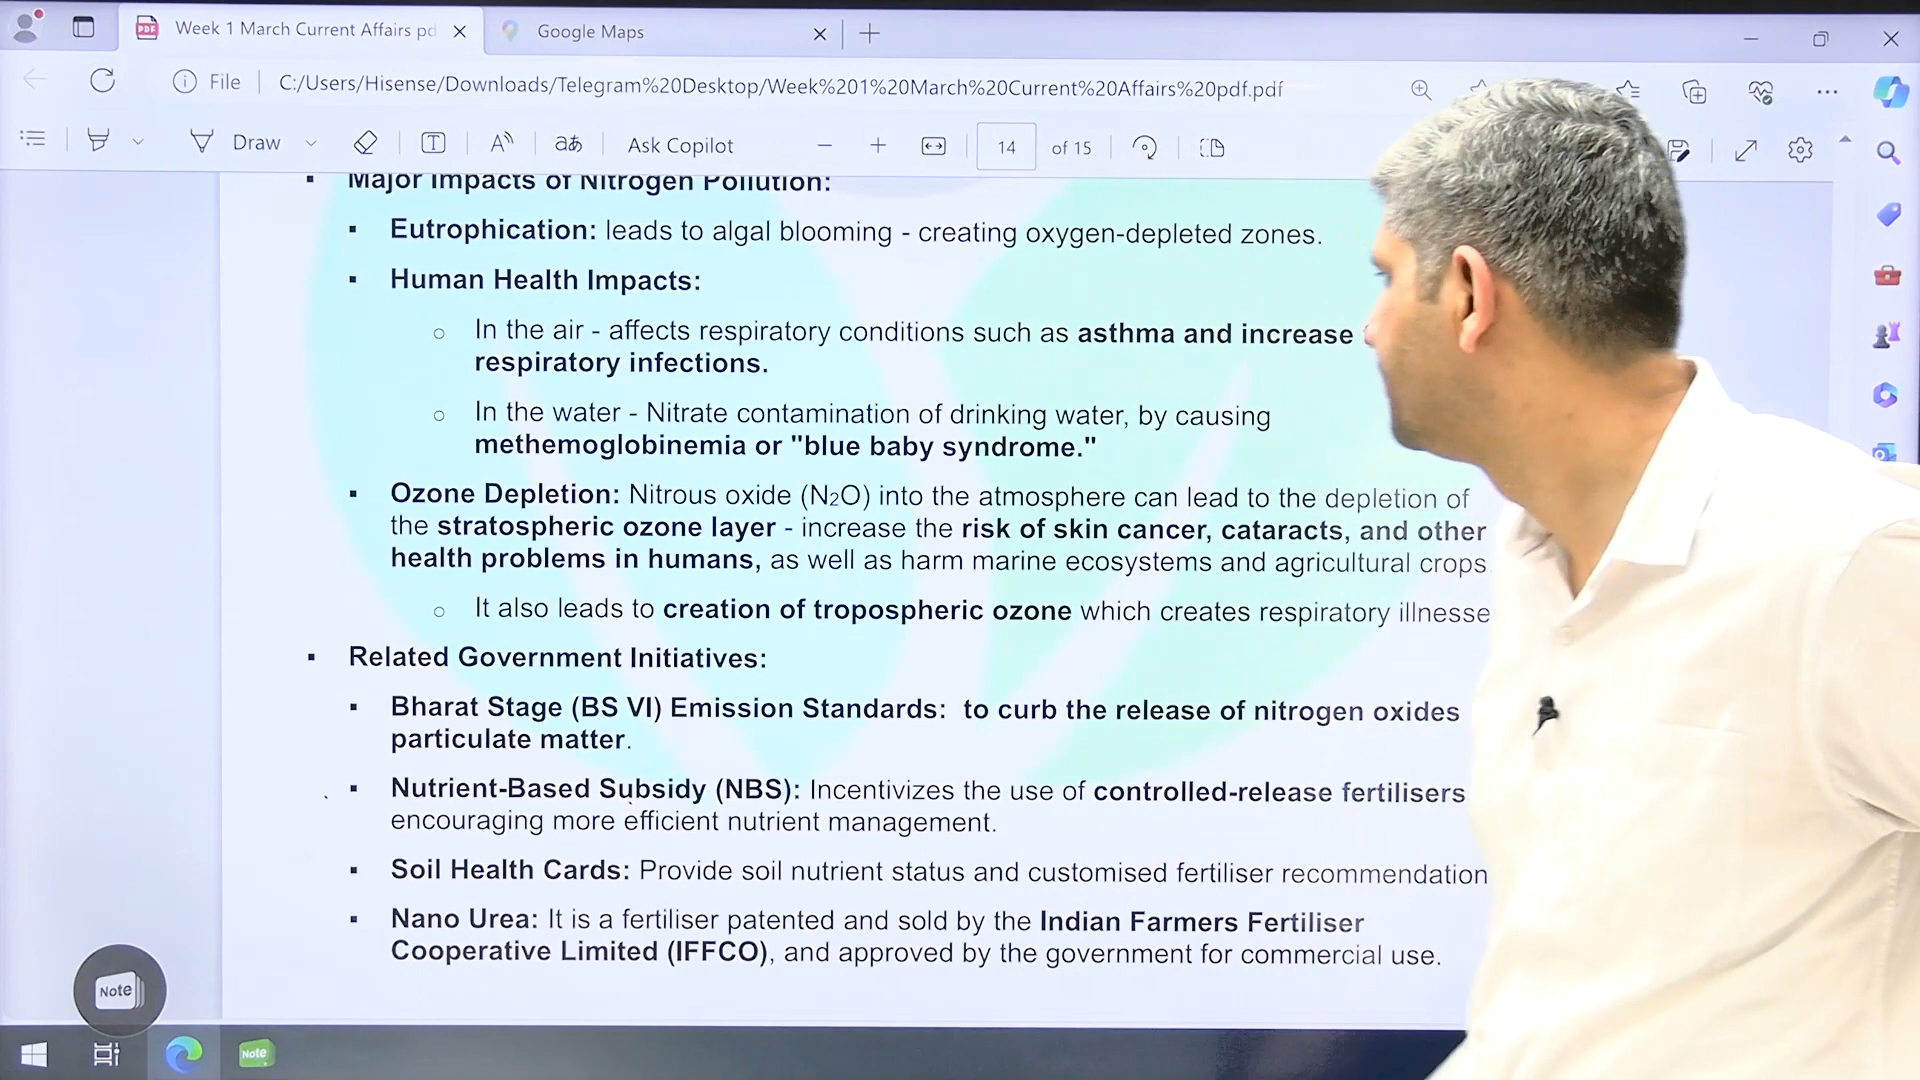 Week 1 March Current Affairs pd
Google Maps
File
C:/Users/Hisense/Downloads/Telegram%20Desktop/Week%201%20March%20Current%20Affairs%20pdf.pdf
Draw
T
A
aあ
Ask Copilot
14
of 15
Major Impacts of Nitrogen Pollution:
Eutrophication: leads to algal blooming - creating oxygen-depleted zones.
Human Health Impacts:
In the air - affects respiratory conditions such as asthma and increase
respiratory infections.
In the water - Nitrate contamination of drinking water, by causing
methemoglobinemia or "blue baby syndrome."
Ozone Depletion: Nitrous oxide (N2O) into the atmosphere can lead to the depletion of
the stratospheric ozone layer - increase the risk of skin cancer, cataracts, and other
health problems in humans, as well as harm marine ecosystems and agricultural crops
It also leads to creation of tropospheric ozone which creates respiratory illnesse
Related Government Initiatives:
Bharat Stage (BS VI) Emission Standards: to curb the release of nitrogen oxides
particulate matter.
Nutrient-Based Subsidy (NBS): Incentivizes the use of controlled-release fertilisers
encouraging more efficient nutrient management.
Soil Health Cards: Provide soil nutrient status and customised fertiliser recommendation
Nano Urea: It is a fertiliser patented and sold by the Indian Farmers Fertiliser
Cooperative Limited (IFFCO), and approved by the government for commercial use.
Note
Note